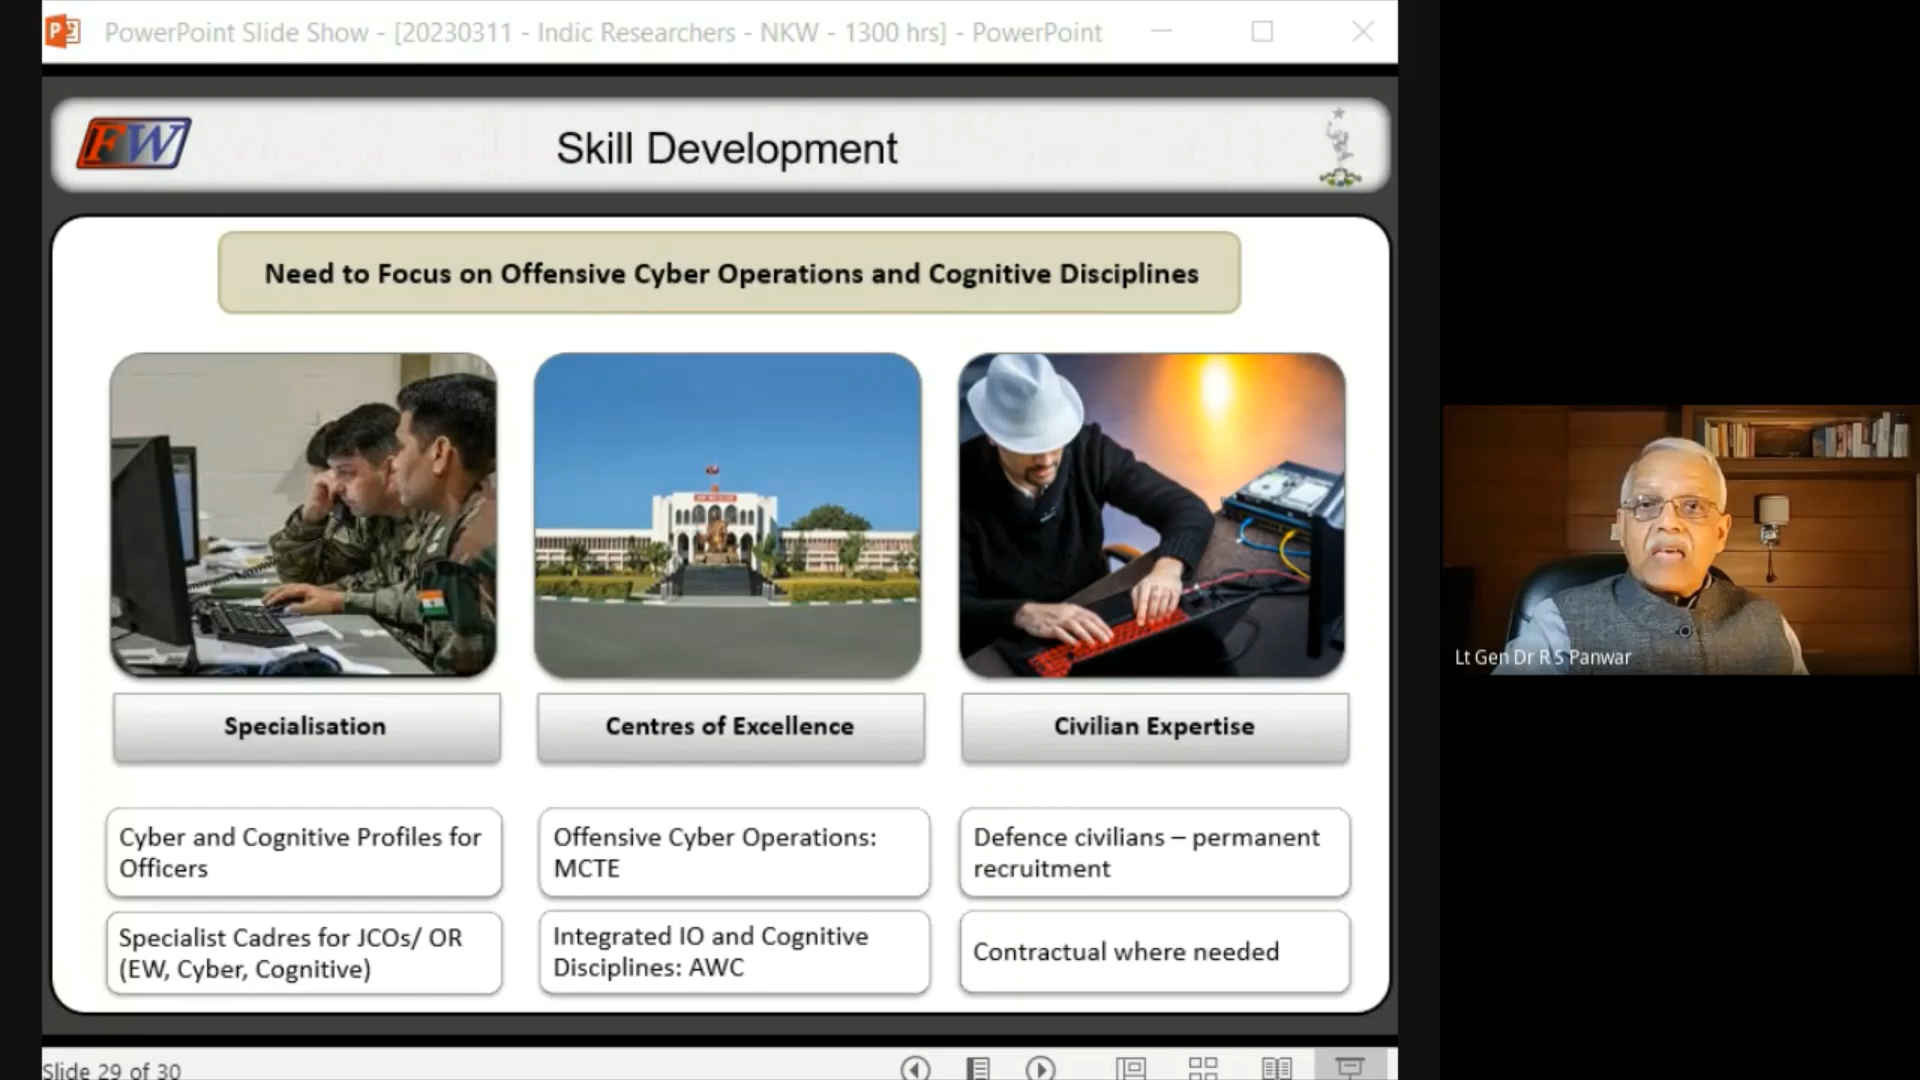 PowerPoint Slide Show - [20230311 - Indic Researchers - NKW - 1300 hrs] - PowerPoint
FW
Skill Development
Need to Focus on Offensive Cyber Operations and Cognitive Disciplines
Specialisation
Centres of Excellence
Civilian Expertise
Cyber and Cognitive Profiles for
Officers
Offensive Cyber Operations:
MCTE
Defence civilians – permanent
recruitment
Specialist Cadres for JCOs/ OR
(EW, Cyber, Cognitive)
Integrated IO and Cognitive
Disciplines: AWC
Contractual where needed
Lt Gen Dr R S Panwar
Slide 29 of 30